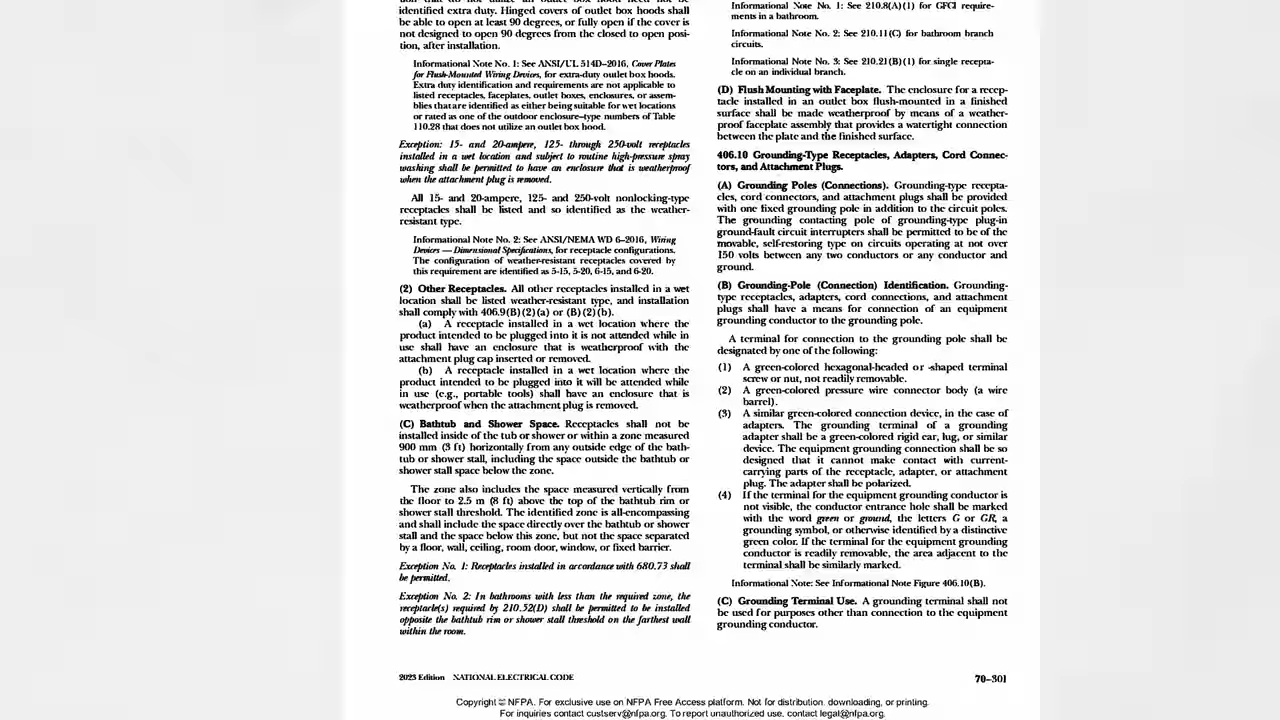 tion that do not utilize an outlet box hood need not be
identified extra duty. Hinged covers of outlet box hoods shall
be able to open at least 90 degrees, or fully open if the cover is
not designed to open 90 degrees from the closed to open posi-
tion, after installation.
Informational Note No. 1: See ANSI/UL 514D–2016, Cover Plates
for Flush-Mounted Wiring Devices, for extra-duty outlet box hoods.
Extra duty identification and requirements are not applicable to
listed receptacles, faceplates, outlet boxes, enclosures, or assem-
blies that are identified as either being suitable for wet locations
or rated as one of the outdoor enclosure–type numbers of Table
110.28 that does not utilize an outlet box hood.
Exception: 15- and 20-ampere, 125- through 250-volt receptacles
installed in a wet location and subject to routine high-pressure spray
washing shall be permitted to have an enclosure that is weatherproof
when the attachment plug is removed.
All 15- and 20-ampere, 125- and 250-volt nonlocking-type
receptacles shall be listed and so identified as the weather-
resistant type.
Informational Note No. 2: See ANSI/NEMA WD 6–2016, Wiring
Devices — Dimensional Specifications, for receptacle configurations.
The configuration of weather-resistant receptacles covered by
this requirement are identified as 5-15, 5-20, 6-15, and 6-20.
(2) Other Receptacles. All other receptacles installed in a wet
location shall be listed weather-resistant type, and installation
shall comply with 406.9(B)(2)(a) or (B)(2)(b).
(a) A receptacle installed in a wet location where the
product intended to be plugged into it is not attended while in
use shall have an enclosure that is weatherproof with the
attachment plug cap inserted or removed.
(b) A receptacle installed in a wet location where the
product intended to be plugged into it will be attended while
in use (e.g., portable tools) shall have an enclosure that is
weatherproof when the attachment plug is removed.
(C) Bathtub and Shower Space. Receptacles shall not be
installed inside of the tub or shower or within a zone measured
900 mm (3 ft) horizontally from any outside edge of the bath-
tub or shower stall, including the space outside the bathtub or
shower stall space below the zone.
The zone also includes the space measured vertically from
the floor to 2.5 m (8 ft) above the top of the bathtub rim or
shower stall threshold. The identified zone is all-encompassing
and shall include the space directly over the bathtub or shower
stall and the space below this zone, but not the space separated
by a floor, wall, ceiling, room door, window, or fixed barrier.
Exception No. 1: Receptacles installed in accordance with 680.73 shall
be permitted.
Exception No. 2: In bathrooms with less than the required zone, the
receptacle(s) required by 210.52(D) shall be permitted to be installed
opposite the bathtub rim or shower stall threshold on the farthest wall
within the room.
Informational Note No. 1: See 210.8(A)(1) for GFCI require-
ments in a bathroom.
Informational Note No. 2: See 210.11(C) for bathroom branch
circuits.
Informational Note No. 3: See 210.21(B)(1) for single recepta-
cle on an individual branch.
(D) Flush Mounting with Faceplate. The enclosure for a recep-
tacle installed in an outlet box flush-mounted in a finished
surface shall be made weatherproof by means of a weather-
proof faceplate assembly that provides a watertight connection
between the plate and the finished surface.
406.10 Grounding-Type Receptacles, Adapters, Cord Connec-
tors, and Attachment Plugs.
(A) Grounding Poles (Connections). Grounding-type recepta-
cles, cord connectors, and attachment plugs shall be provided
with one fixed grounding pole in addition to the circuit poles.
The grounding contacting pole of grounding-type plug-in
ground-fault circuit interrupters shall be permitted to be of the
movable, self-restoring type on circuits operating at not over
150 volts between any two conductors or any conductor and
ground.
(B) Grounding-Pole (Connection) Identification. Grounding-
type receptacles, adapters, cord connections, and attachment
plugs shall have a means for connection of an equipment
grounding conductor to the grounding pole.
A terminal for connection to the grounding pole shall be
designated by one of the following:
(1) A green-colored hexagonal-headed or -shaped terminal
screw or nut, not readily removable.
(2) A green-colored pressure wire connector body (a wire
barrel).
(3) A similar green-colored connection device, in the case of
adapters. The grounding terminal of a grounding
adapter shall be a green-colored rigid ear, lug, or similar
device. The equipment grounding connection shall be so
designed that it cannot make contact with current-
carrying parts of the receptacle, adapter, or attachment
plug. The adapter shall be polarized.
(4) If the terminal for the equipment grounding conductor is
not visible, the conductor entrance hole shall be marked
with the word green or ground, the letters G or GR, a
grounding symbol, or otherwise identified by a distinctive
green color. If the terminal for the equipment grounding
conductor is readily removable, the area adjacent to the
terminal shall be similarly marked.
Informational Note: See Informational Note Figure 406.10(B).
(C) Grounding Terminal Use. A grounding terminal shall not
be used for purposes other than connection to the equipment
grounding conductor.
2023 Edition NATIONAL ELECTRICAL CODE
70–301
Copyright © NFPA. For exclusive use on NFPA Free Access platform. Not for distribution, downloading, or printing.
For inquiries contact custserv@nfpa.org. To report unauthorized use, contact legal@nfpa.org.